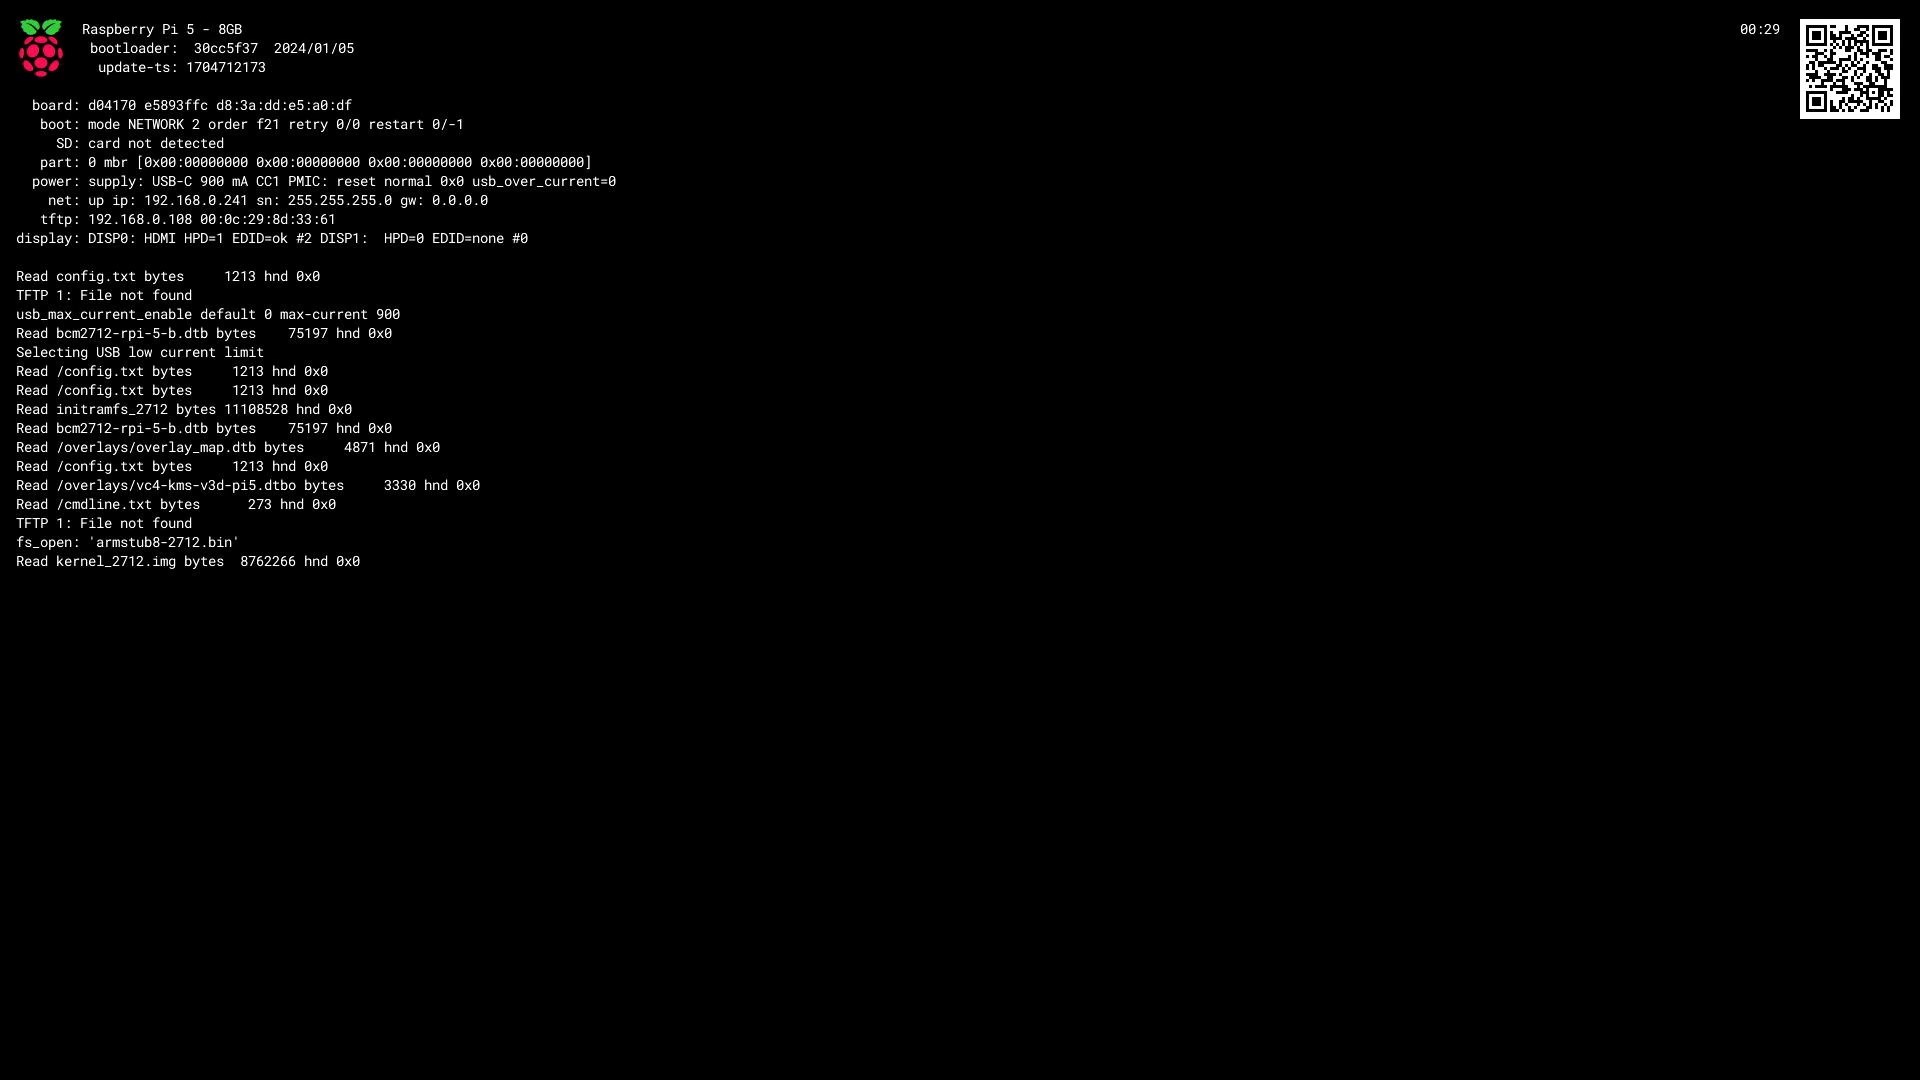 Raspberry Pi 5 - 8GB
bootloader: 30cc5f37 2024/01/05
update-ts: 1704712173
00:29
board: d04170 e5893ffc d8:3a:dd:e5:a0:df
boot: mode NETWORK 2 order f21 retry 0/0 restart 0/-1
SD: card not detected
part: 0 mbr [0x00:00000000 0x00:00000000 0x00:00000000 0x00:00000000]
power: supply: USB-C 900 mA CC1 PMIC: reset normal 0x0 usb_over_current=0
net: up ip: 192.168.0.241 sn: 255.255.255.0 gw: 0.0.0.0
tftp: 192.168.0.108 00:0c:29:8d:33:61
display: DISP0: HDMI HPD=1 EDID=ok #2 DISP1: HPD=0 EDID=none #0
Read config.txt bytes 1213 hnd 0x0
TFTP 1: File not found
usb_max_current_enable default 0 max-current 900
Read bcm2712-rpi-5-b.dtb bytes 75197 hnd 0x0
Selecting USB low current limit
Read /config.txt bytes 1213 hnd 0x0
Read /config.txt bytes 1213 hnd 0x0
Read initramfs_2712 bytes 11108528 hnd 0x0
Read bcm2712-rpi-5-b.dtb bytes 75197 hnd 0x0
Read /overlays/overlay_map.dtb bytes 4871 hnd 0x0
Read /config.txt bytes 1213 hnd 0x0
Read /overlays/vc4-kms-v3d-pi5.dtbo bytes 3330 hnd 0x0
Read /cmdline.txt bytes 273 hnd 0x0
TFTP 1: File not found
fs_open: 'armstub8-2712.bin'
Read kernel_2712.img bytes 8762266 hnd 0x0